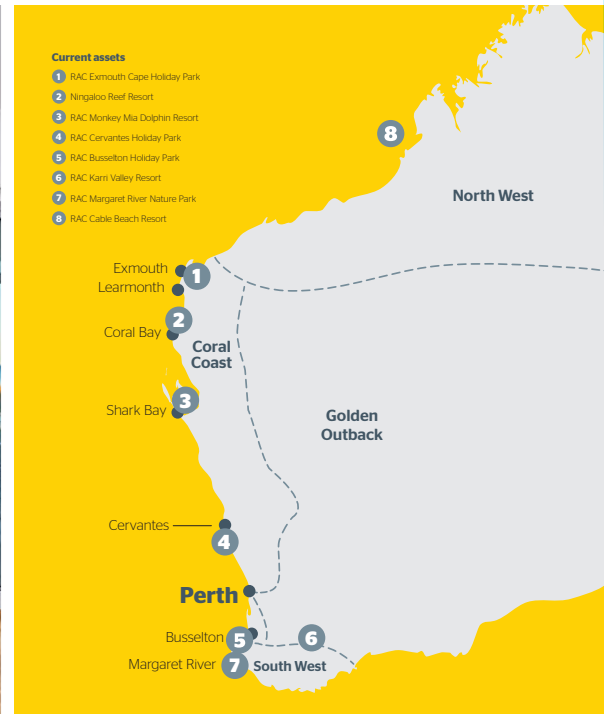 Current assets
1 RAC Exmouth Cape Holiday Park
2 Ningaloo Reef Resort
3 RAC Monkey Mia Dolphin Resort
4 RAC Cervantes Holiday Park
5 RAC Busselton Holiday Park
6 RAC Karri Valley Resort
7 RAC Margaret River Nature Park
8 RAC Cable Beach Resort
8
North West
Exmouth
1
Learmonth
2
Coral Bay
Coral
Coast
3
Shark Bay
Golden
Outback
Cervantes
4
Perth
Busselton
5
6
Margaret River
7
South West